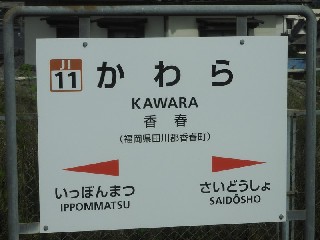 JI
11
かわら
KAWARA
香春
(福岡県田川郡香春町)
いっぽんまつ
IPPOMMATSU
さいどうしょ
SAIDŌSHO